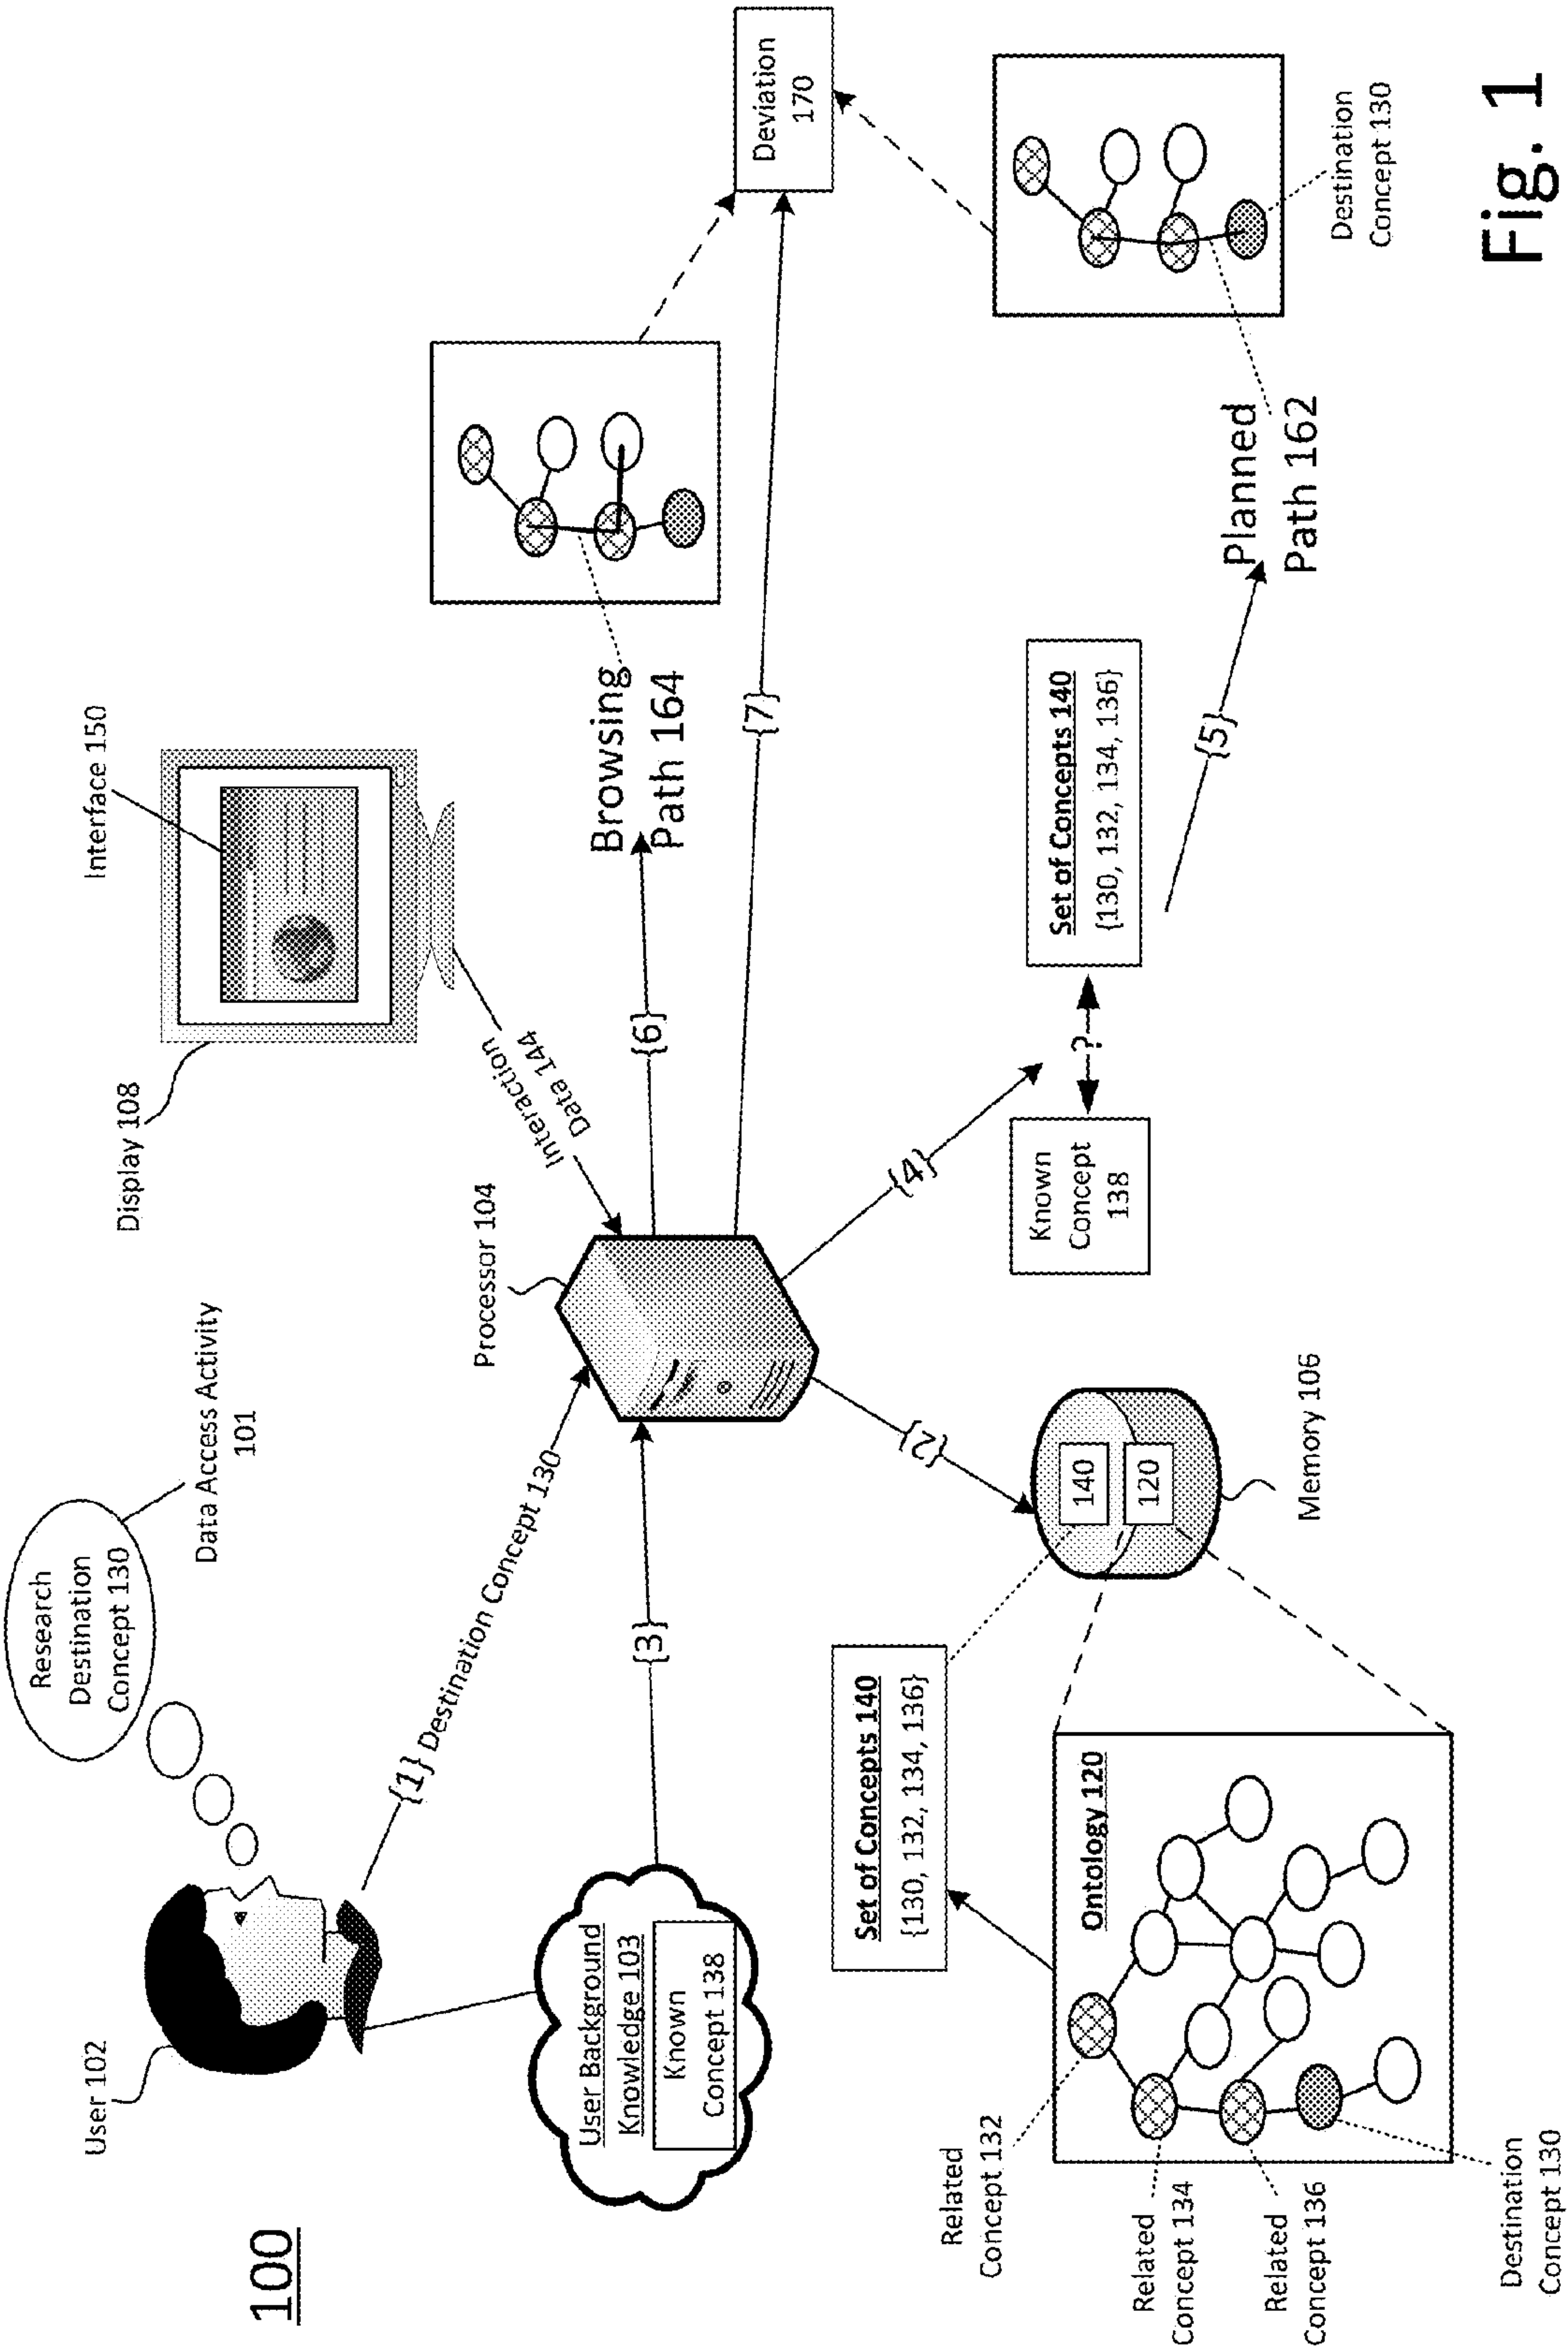 100
User 102
Research
Destination
Concept 130
Data Access Activity
101
Display 108
Interface 150
{1} Destination Concept 130
Processor 104
Interaction
Data 144
User Background
Knowledge 103
Known
Concept 138
{3}
{6}
Browsing
Path 164
{7}
Deviation
170
{2}
{4}
Set of Concepts 140
{130, 132, 134, 136}
140
120
Memory 106
Known
Concept
138
?
Set of Concepts 140
{130, 132, 134, 136}
{5}
Planned
Path 162
Destination
Concept 130
Related
Concept 132
Related
Concept 134
Related
Concept 136
Destination
Concept 130
Ontology 120
Fig. 1